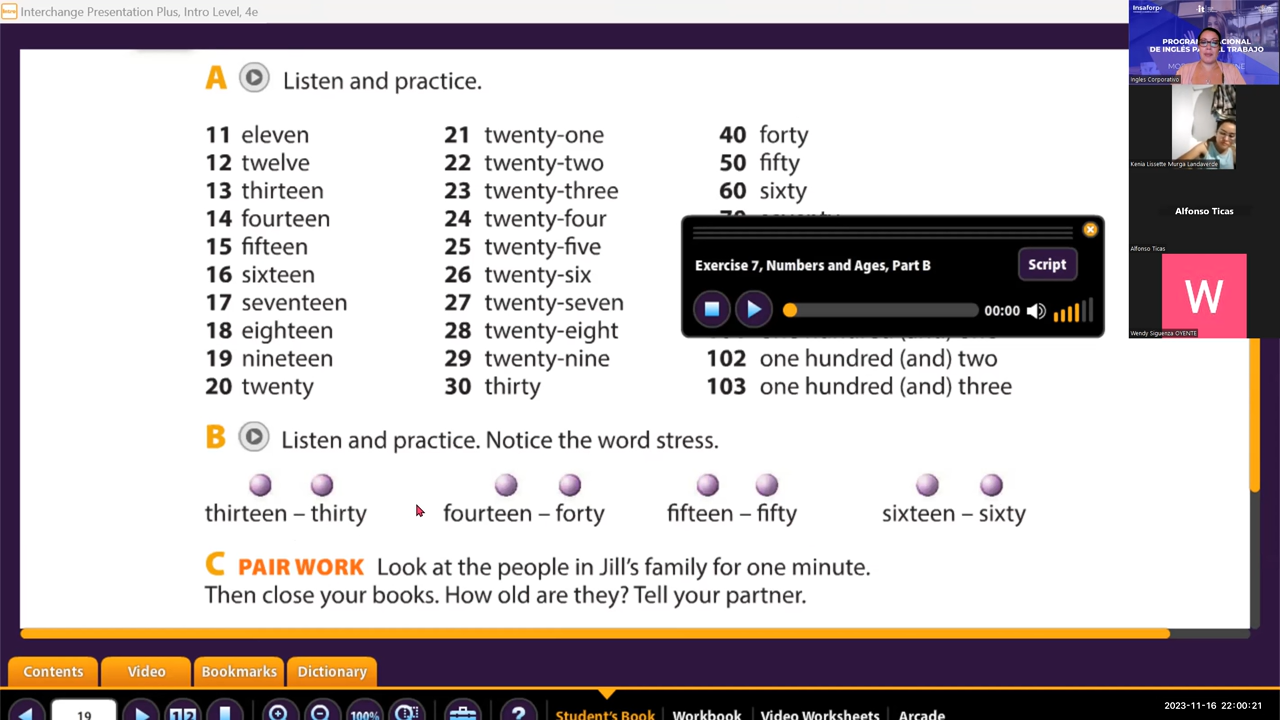 Interchange Presentation Plus, Intro Level, 4e
A Listen and practice.
11 eleven
12 twelve
13 thirteen
14 fourteen
15 fifteen
16 sixteen
17 seventeen
18 eighteen
19 nineteen
20 twenty
21 twenty-one
22 twenty-two
23 twenty-three
24 twenty-four
25 twenty-five
26 twenty-six
27 twenty-seven
28 twenty-eight
29 twenty-nine
30 thirty
40 forty
50 fifty
60 sixty
102 one hundred (and) two
103 one hundred (and) three
Exercise 7, Numbers and Ages, Part B
Script
00:00
B Listen and practice. Notice the word stress.
thirteen – thirty fourteen – forty fifteen – fifty sixteen – sixty
C PAIR WORK Look at the people in Jill's family for one minute.
Then close your books. How old are they? Tell your partner.
Contents Video Bookmarks Dictionary
19 100% ? Student's Book Workbook Video Worksheets Arcade
Insaforp
Ingles Corporativo
Kenia Lissette Murga Landaverde
Alfonso Ticas
Alfonso Ticas
W
Wendy Siguenza OYENTE
2023-11-16 22:00:21